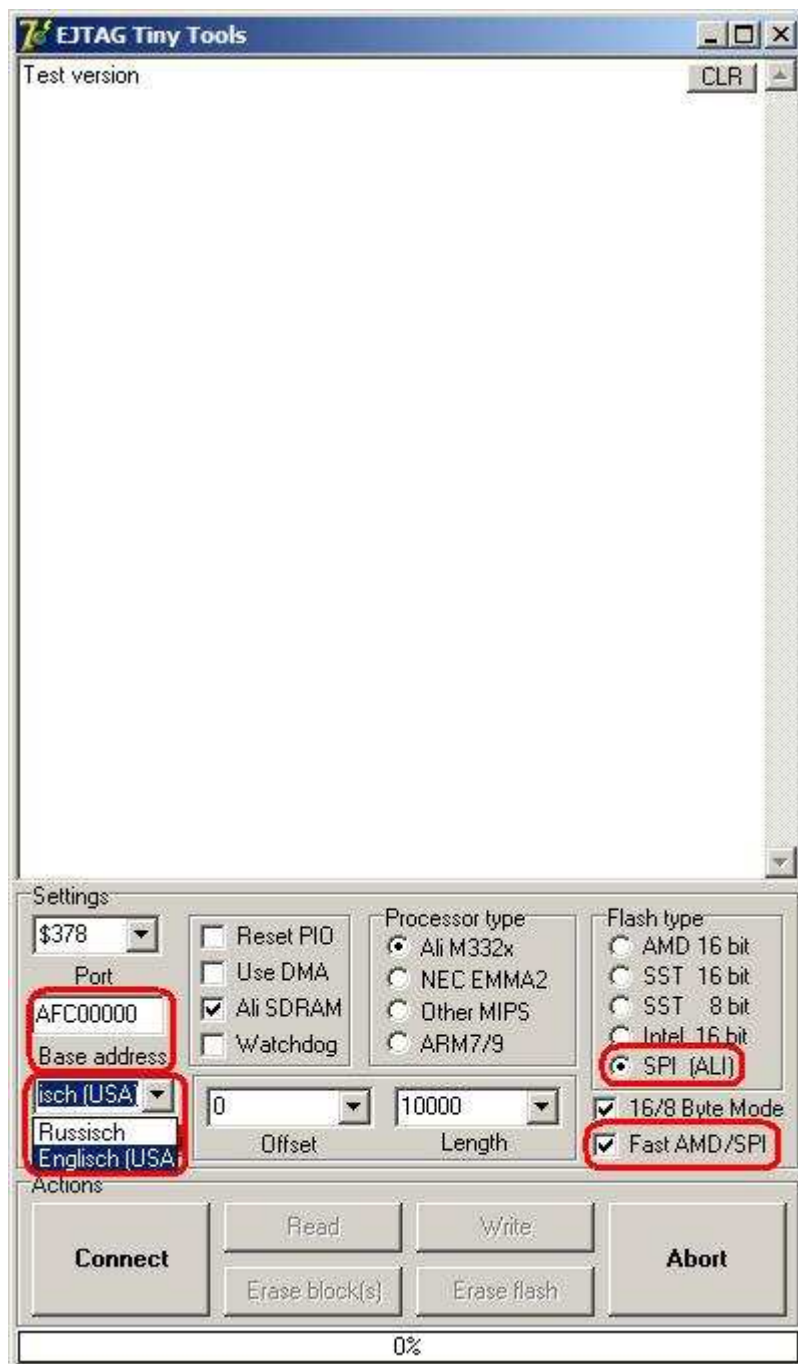 EJTAG Tiny Tools
Test version
CLR
Settings
$378
Port
AFC00000
Base address
isch (USA)
Russisch
Englisch (USA
Reset PIO
Use DMA
Ali SDRAM
Watchdog
Processor type
Ali M332x
NEC EMMA2
Other MIPS
ARM7/9
Flash type
AMD 16 bit
SST 16 bit
SST 8 bit
Intel 16 bit
SPI (ALI)
0
Offset
10000
Length
16/8 Byte Mode
Fast AMD/SPI
Actions
Connect
Read
Write
Erase block(s)
Erase flash
Abort
0%